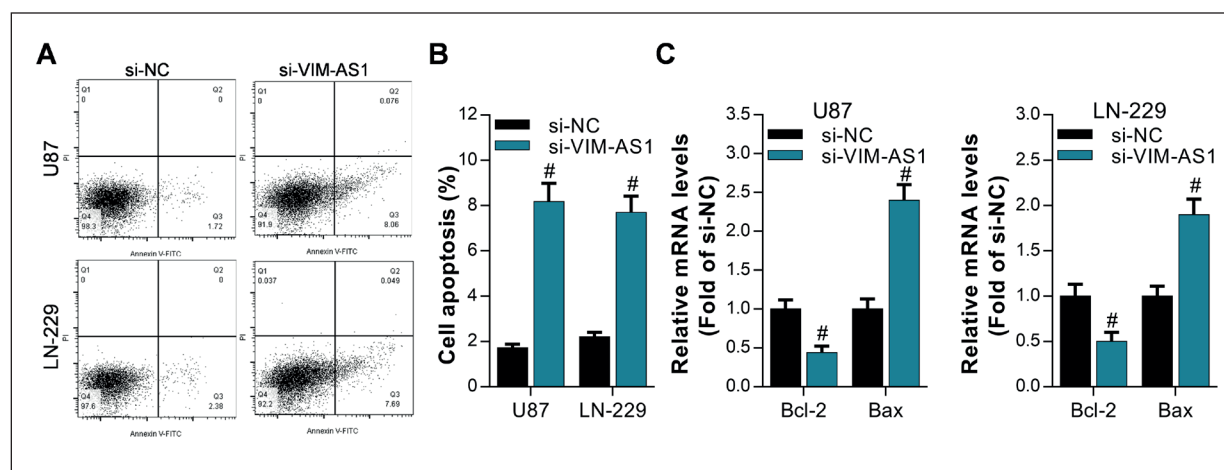 A
si-NC
si-VIM-AS1
U87
PI
Q1
0
Q2
0
Q4
98.3
Q3
1.72
Annexin V-FITC
Q1
0
Q2
0.076
Q4
91.9
Q3
8.06
Annexin V-FITC
LN-229
PI
Q1
0
Q2
0
Q4
97.6
Q3
2.38
Annexin V-FITC
Q1
0.037
Q2
0.049
Q4
92.2
Q3
7.69
Annexin V-FITC
B
Cell apoptosis (%)
12
10
8
6
4
2
0
si-NC
si-VIM-AS1
#
#
U87 LN-229
C
Relative mRNA levels
(Fold of si-NC)
3.5
3.0
2.5
2.0
1.5
1.0
0.5
0.0
U87
si-NC
si-VIM-AS1
#
#
Bcl-2 Bax
Relative mRNA levels
(Fold of si-NC)
3.0
2.5
2.0
1.5
1.0
0.5
0.0
LN-229
si-NC
si-VIM-AS1
#
#
Bcl-2 Bax